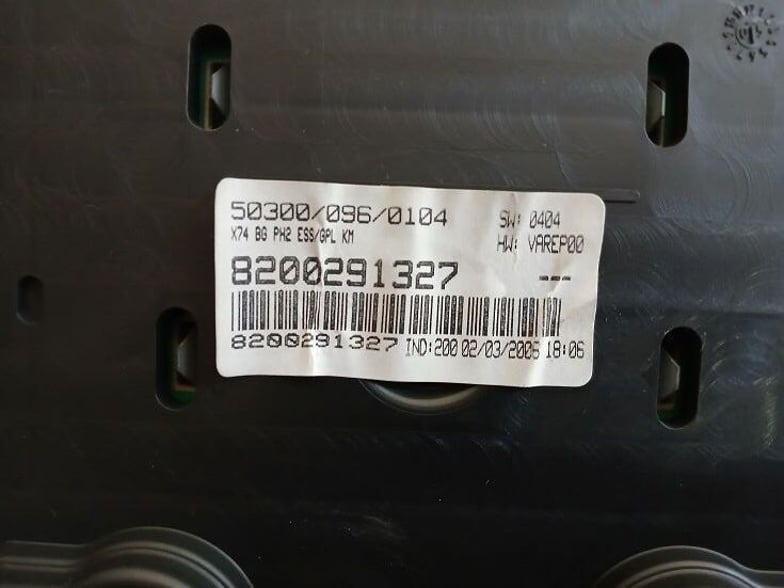 50300/096/0104 SW: 0404
X74 BG PH2 ESS/GPL KM HW: VAREP00
8200291327 ---
8200291327 IND:200 02/03/2006 18:06